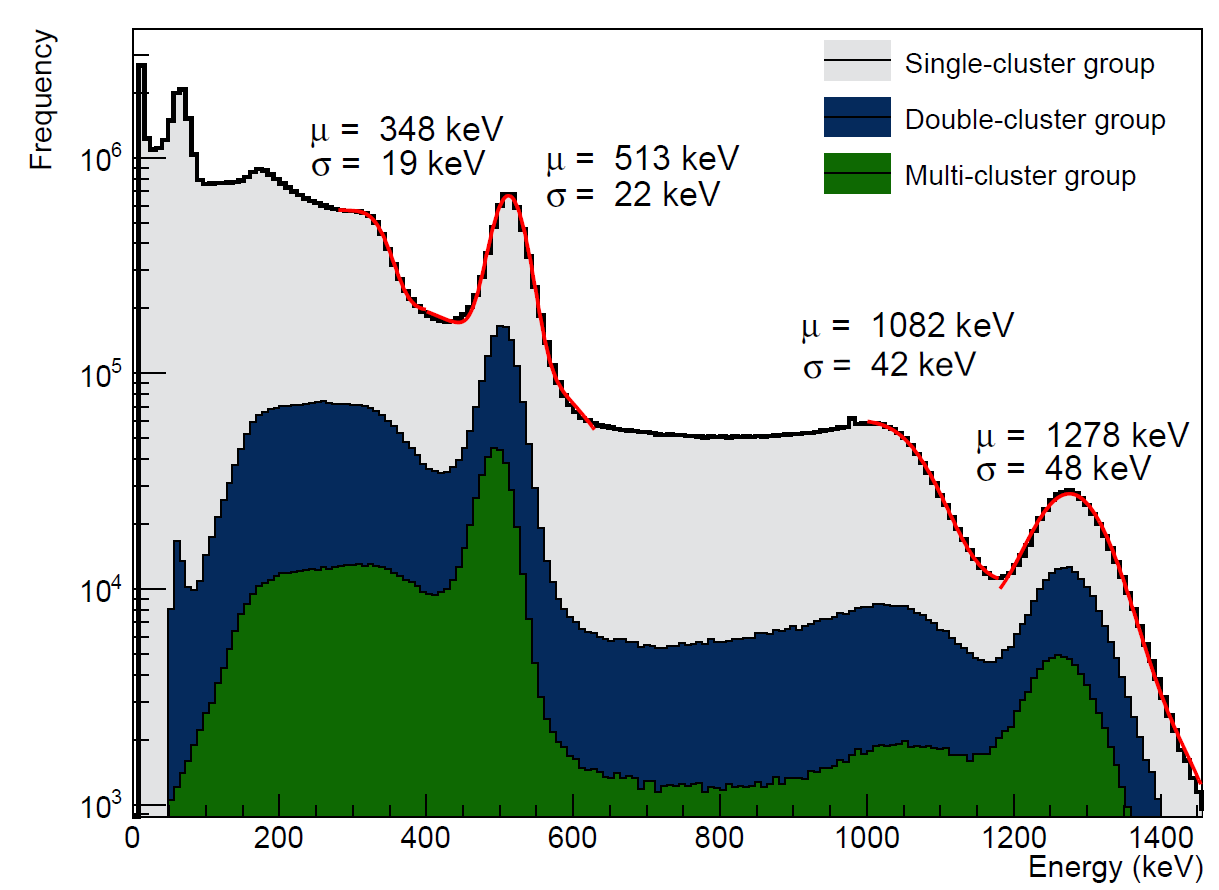 Frequency
Single-cluster group
Double-cluster group
Multi-cluster group
μ = 348 keV
σ = 19 keV
μ = 513 keV
σ = 22 keV
μ = 1082 keV
σ = 42 keV
μ = 1278 keV
σ = 48 keV
10⁶
10⁵
10⁴
10³
0 200 400 600 800 1000 1200 1400
Energy (keV)